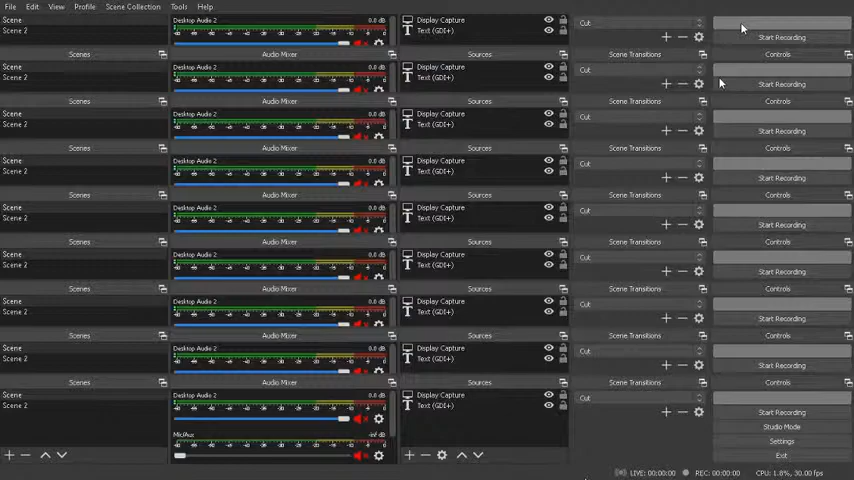 File Edit View Profile Scene Collection Tools Help
Scene Desktop Audio 2 0.0 dB Display Capture Cut
Scene 2 Text (GDI+) Start Recording
Scenes Audio Mixer Sources Scene Transitions Controls
Scene Desktop Audio 2 0.0 dB Display Capture Cut
Scene 2 Text (GDI+) Start Recording
Scenes Audio Mixer Sources Scene Transitions Controls
Scene Desktop Audio 2 0.0 dB Display Capture Cut
Scene 2 Text (GDI+) Start Recording
Scenes Audio Mixer Sources Scene Transitions Controls
Scene Desktop Audio 2 0.0 dB Display Capture Cut
Scene 2 Text (GDI+) Start Recording
Scenes Audio Mixer Sources Scene Transitions Controls
Scene Desktop Audio 2 0.0 dB Display Capture Cut
Scene 2 Text (GDI+) Start Recording
Scenes Audio Mixer Sources Scene Transitions Controls
Scene Desktop Audio 2 0.0 dB Display Capture Cut
Scene 2 Text (GDI+) Start Recording
Scenes Audio Mixer Sources Scene Transitions Controls
Scene Desktop Audio 2 0.0 dB Display Capture Cut
Scene 2 Text (GDI+) Start Recording
Scenes Audio Mixer Sources Scene Transitions Controls
Scene Desktop Audio 2 0.0 dB Display Capture Cut
Scene 2 Text (GDI+) Start Recording
Scenes Audio Mixer Sources Scene Transitions Controls
Scene Desktop Audio 2 0.0 dB Display Capture Cut
Scene 2 Text (GDI+) Start Recording
Studio Mode
Mic/Aux -inf dB Settings
Exit
LIVE: 00:00:00 REC: 00:00:00 CPU: 1.8%, 30.00 fps